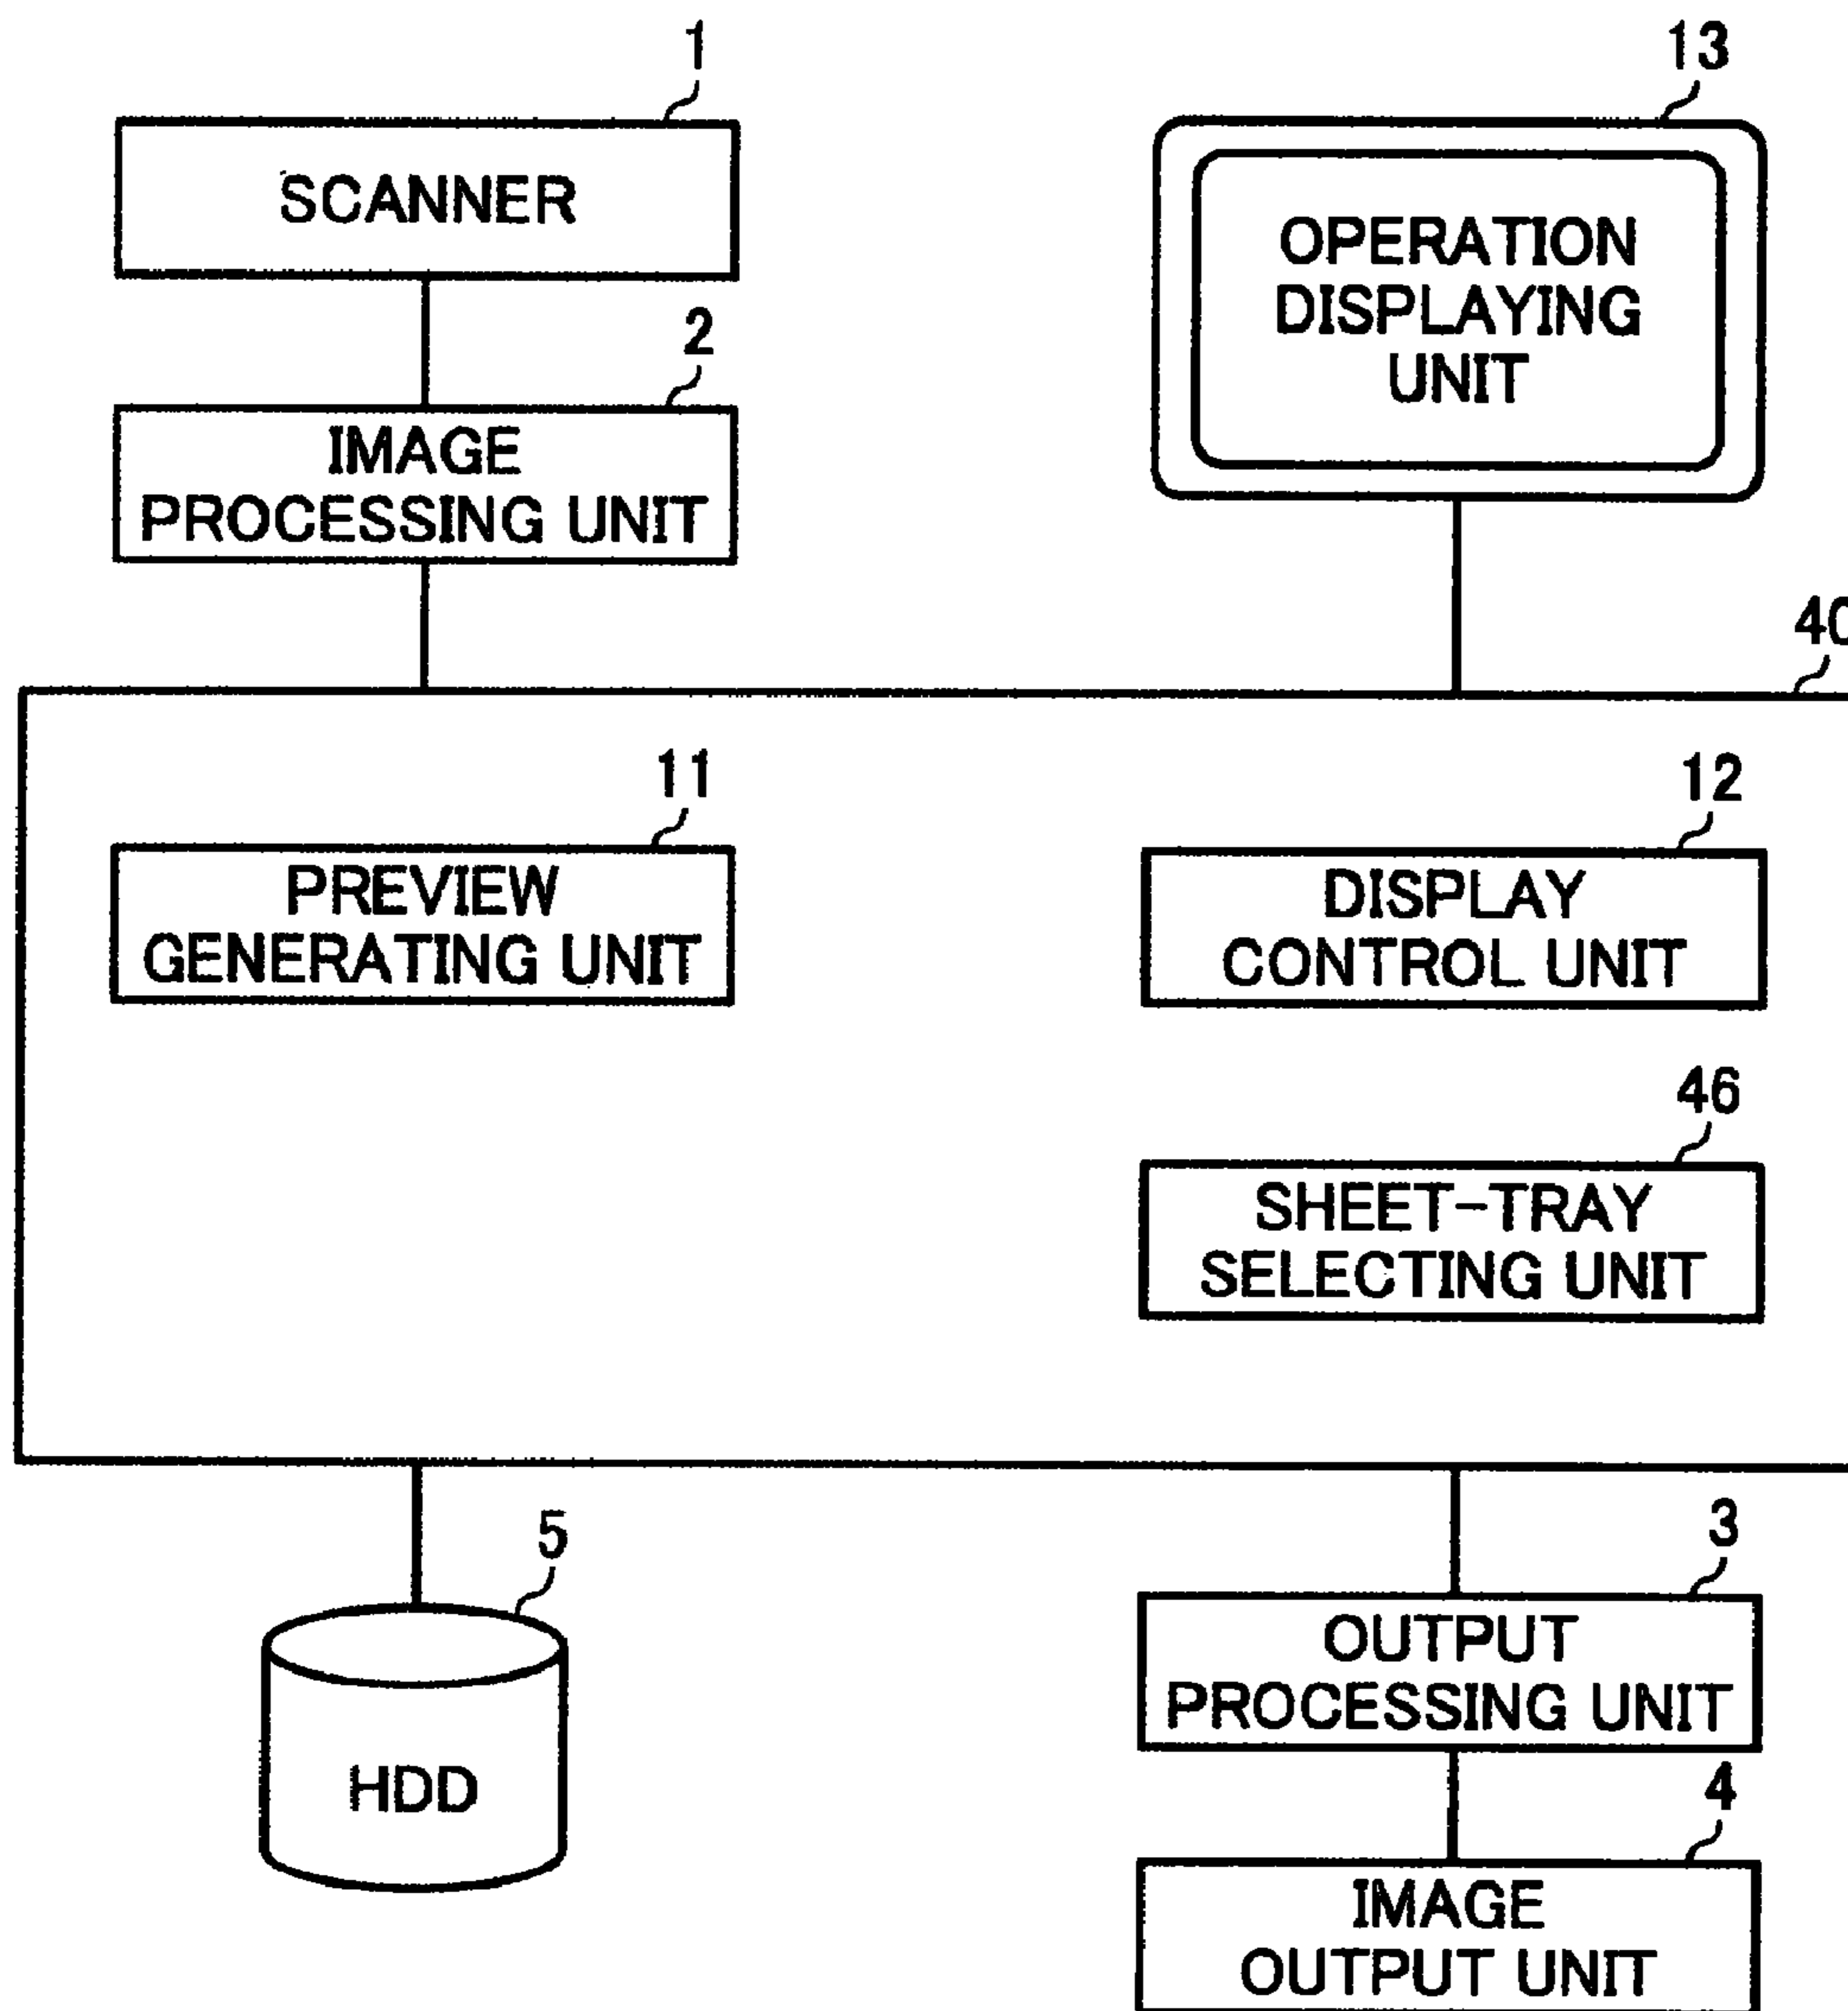 1
SCANNER
13
OPERATION
DISPLAYING
UNIT
2
IMAGE
PROCESSING UNIT
40
11
PREVIEW
GENERATING UNIT
12
DISPLAY
CONTROL UNIT
46
SHEET-TRAY
SELECTING UNIT
5
HDD
3
OUTPUT
PROCESSING UNIT
4
IMAGE
OUTPUT UNIT